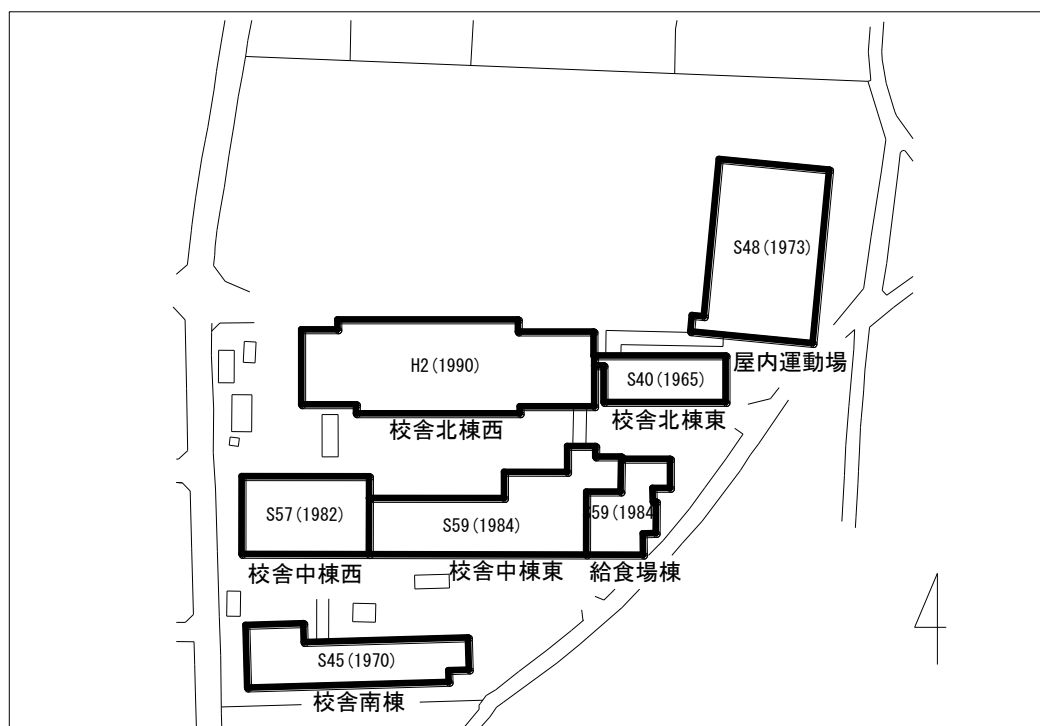 S48(1973)
屋内運動場
H2(1990)
S40(1965)
校舎北棟西
校舎北棟東
S57(1982)
S59(1984)
59(1984
校舎中棟西
校舎中棟東
給食場棟
S45(1970)
校舎南棟